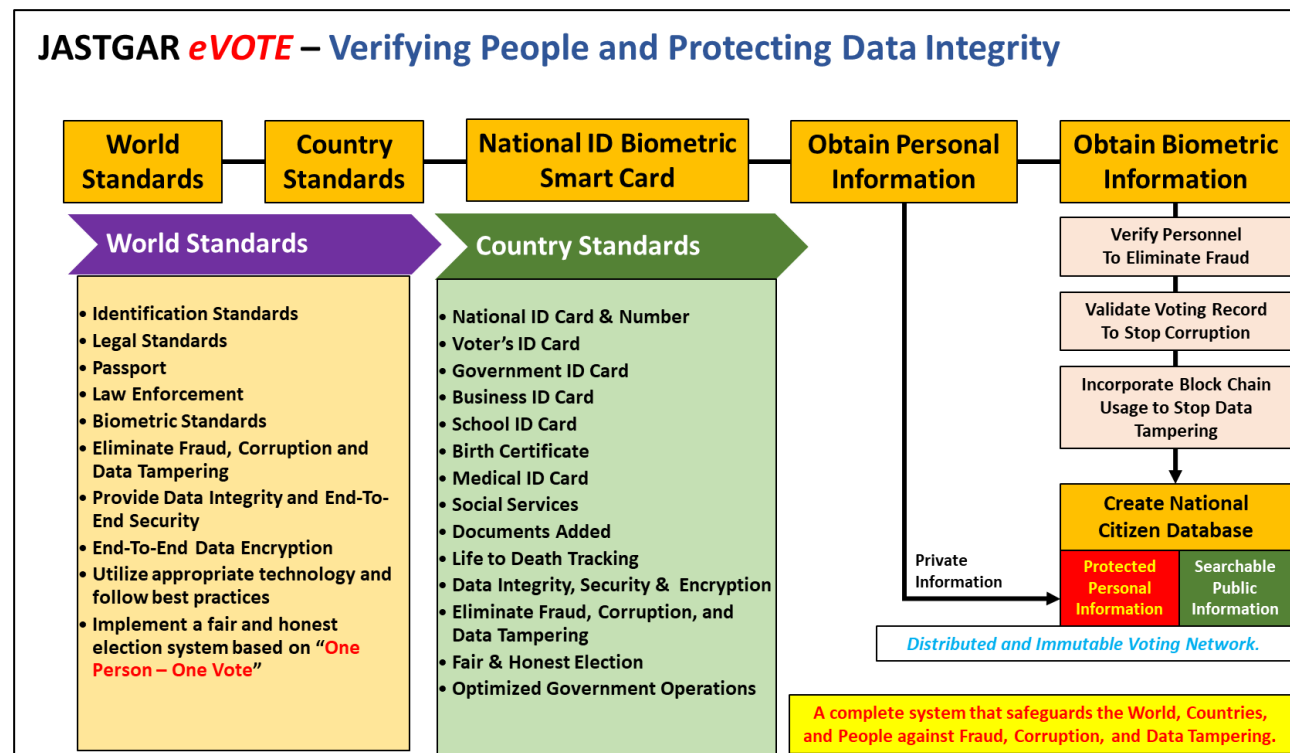 JASTGAR eVOTE – Verifying People and Protecting Data Integrity
World
Standards
Country
Standards
National ID Biometric
Smart Card
Obtain Personal
Information
Obtain Biometric
Information
World Standards
• Identification Standards
• Legal Standards
• Passport
• Law Enforcement
• Biometric Standards
• Eliminate Fraud, Corruption and
Data Tampering
• Provide Data Integrity and End-To-
End Security
• End-To-End Data Encryption
• Utilize appropriate technology and
follow best practices
• Implement a fair and honest
election system based on “One
Person – One Vote”
Country Standards
• National ID Card & Number
• Voter’s ID Card
• Government ID Card
• Business ID Card
• School ID Card
• Birth Certificate
• Medical ID Card
• Social Services
• Documents Added
• Life to Death Tracking
• Data Integrity, Security & Encryption
• Eliminate Fraud, Corruption, and
Data Tampering
• Fair & Honest Election
• Optimized Government Operations
Verify Personnel
To Eliminate Fraud
Validate Voting Record
To Stop Corruption
Incorporate Block Chain
Usage to Stop Data
Tampering
Create National
Citizen Database
Private
Information
Protected
Personal
Information
Searchable
Public
Information
Distributed and Immutable Voting Network.
A complete system that safeguards the World, Countries,
and People against Fraud, Corruption, and Data Tampering.